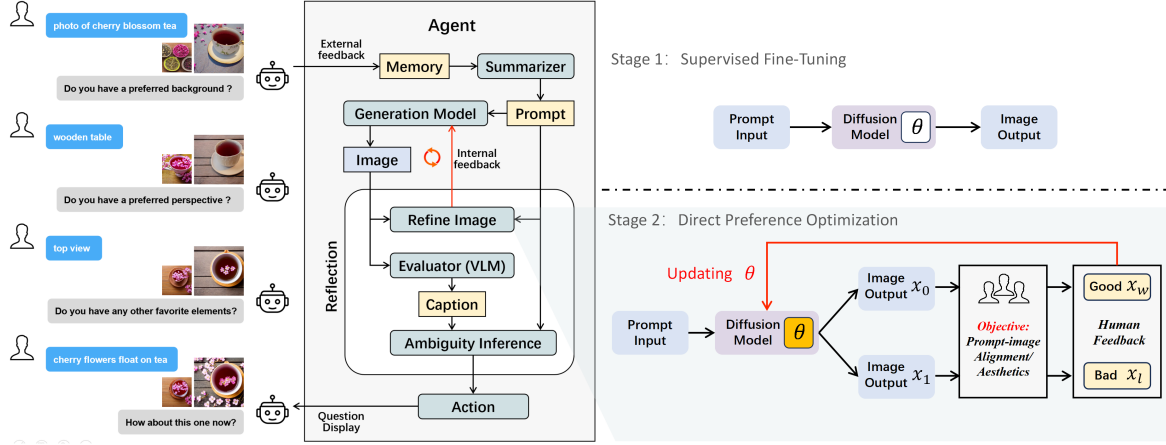 photo of cherry blossom tea
Do you have a preferred background ?
wooden table
Do you have a preferred perspective ?
top view
Do you have any other favorite elements?
cherry flowers float on tea
How about this one now?
Agent
External
feedback
Memory
Summarizer
Generation Model
Prompt
Image
Internal
feedback
Reflection
Refine Image
Evaluator (VLM)
Caption
Ambiguity Inference
Action
Question
Display
Stage 1: Supervised Fine-Tuning
Prompt
Input
Diffusion
Model
θ
Image
Output
Stage 2: Direct Preference Optimization
Updating θ
Prompt
Input
Diffusion
Model
θ
Image
Output x₀
Image
Output x₁
Objective:
Prompt-image
Alignment/
Aesthetics
Good x_w
Human
Feedback
Bad x_l